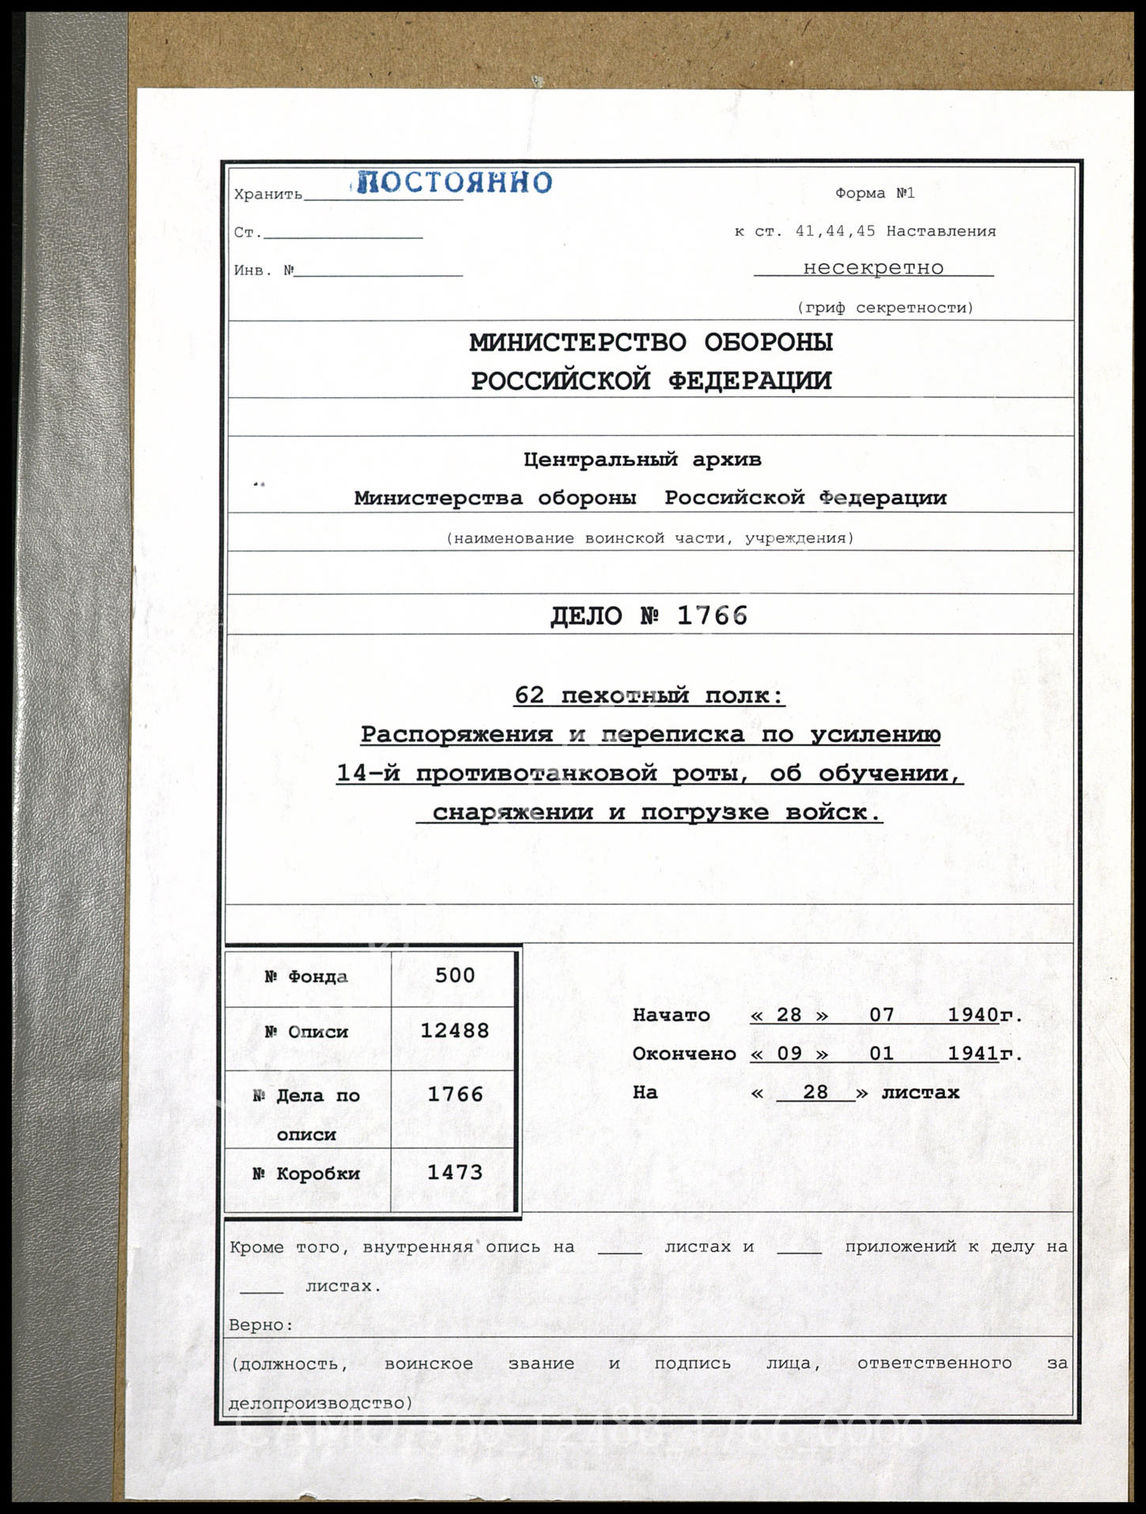 Хранить ПОСТОЯННО
Форма №1
Ст.
к ст. 41,44,45 Наставления
Инв. №
несекретно
(гриф секретности)
МИНИСТЕРСТВО ОБОРОНЫ
РОССИЙСКОЙ ФЕДЕРАЦИИ
Центральный архив
Министерства обороны Российской Федерации
(наименование воинской части, учреждения)
ДЕЛО № 1766
62 пехотный полк:
Распоряжения и переписка по усилению
14-й противотанковой роты, об обучении,
снаряжении и погрузке войск.
№ Фонда 500
№ Описи 12488
№ Дела по описи 1766
№ Коробки 1473
Начато « 28 » 07 1940г.
Окончено « 09 » 01 1941г.
На « 28 » листах
Кроме того, внутренняя опись на ____ листах и ____ приложений к делу на
____ листах.
Верно:
(должность, воинское звание и подпись лица, ответственного за
делопроизводство)